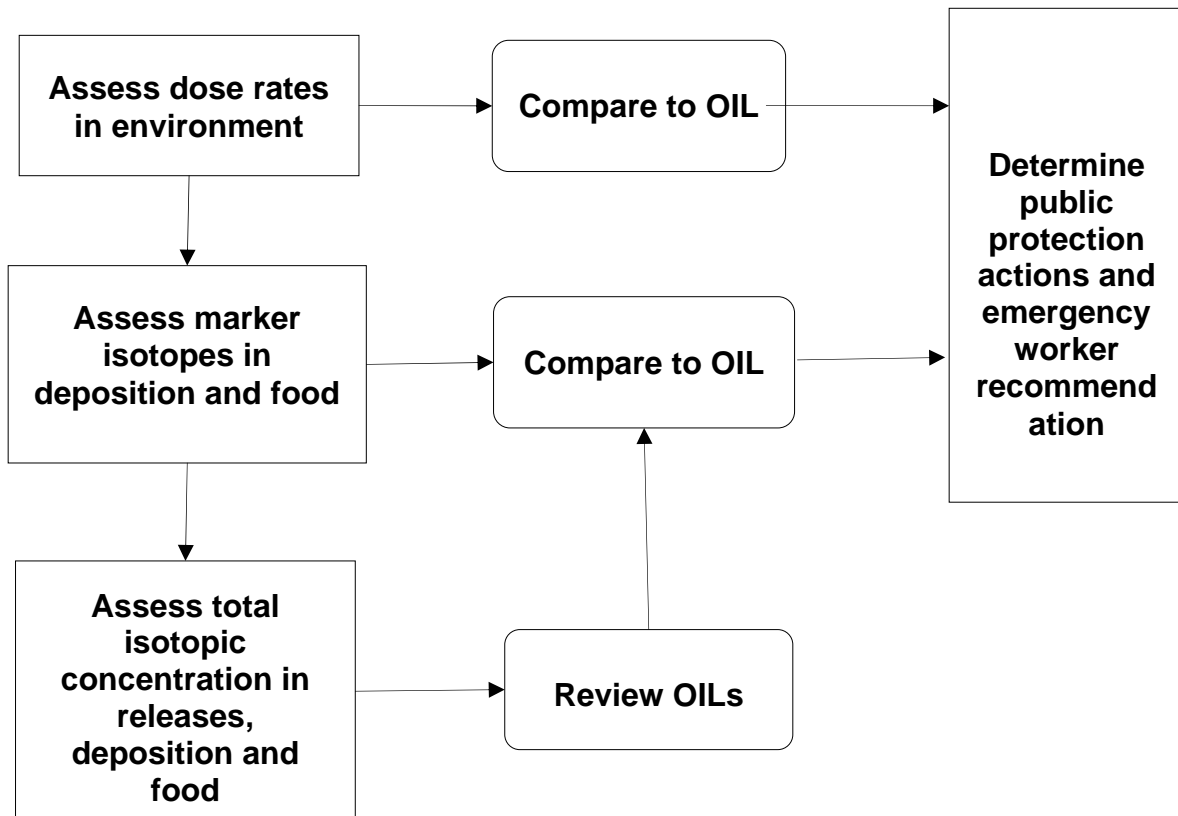 Assess dose rates
in environment
Compare to OIL
Determine
public
protection
actions and
emergency
worker
recommend
ation
Assess marker
isotopes in
deposition and food
Compare to OIL
Assess total
isotopic
concentration in
releases,
deposition and
food
Review OILs